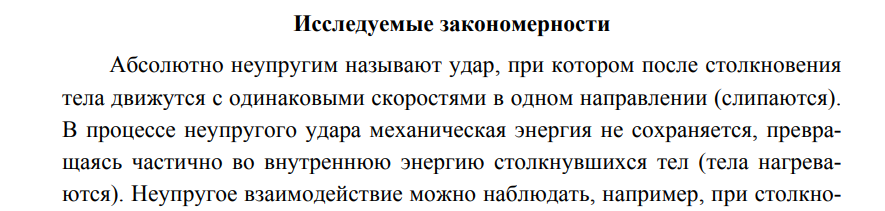 Исследуемые закономерности
Абсолютно неупругим называют удар, при котором после столкновения
тела движутся с одинаковыми скоростями в одном направлении (слипаются).
В процессе неупругого удара механическая энергия не сохраняется, превра-
щаясь частично во внутреннюю энергию столкнувшихся тел (тела нагрева-
ются). Неупругое взаимодействие можно наблюдать, например, при столкно-